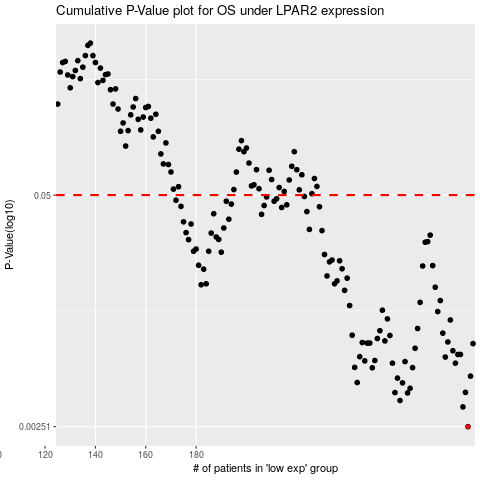 Cumulative P-Value plot for OS under LPAR2 expression
P-Value(log10)
0.05
0.00251
0 120 140 160 180
# of patients in 'low exp' group